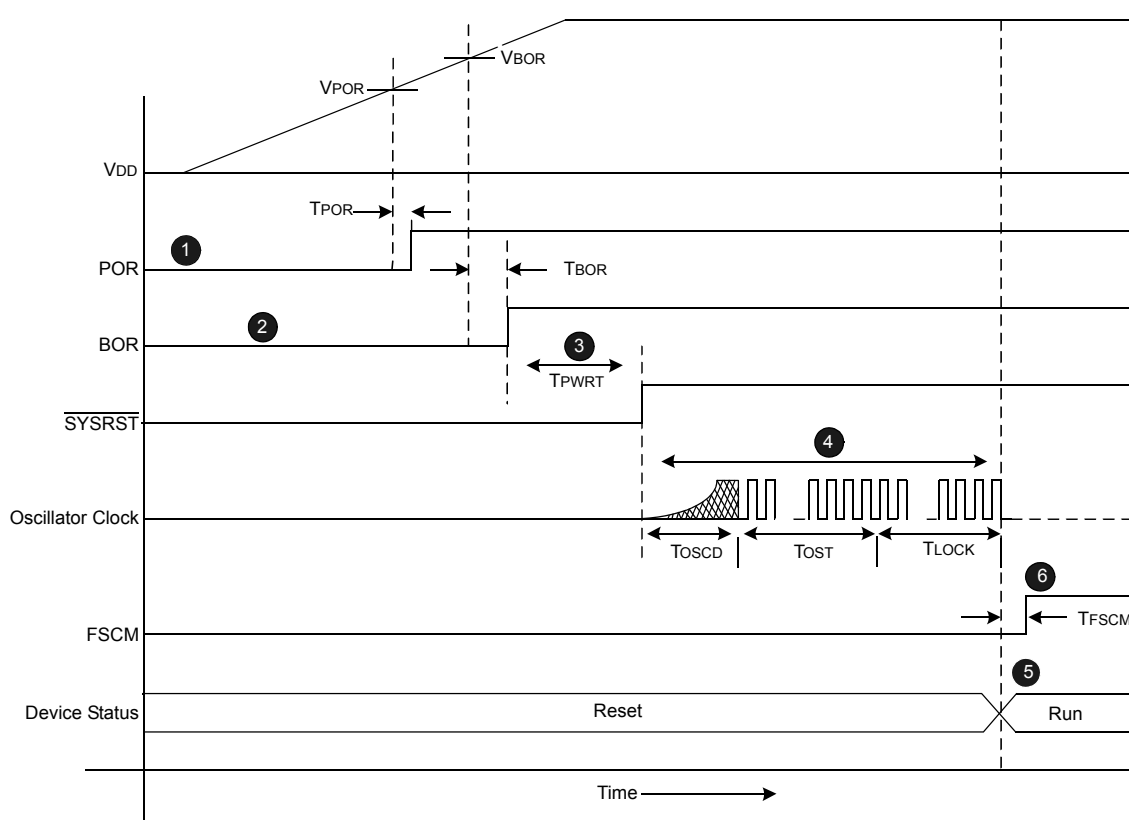 VBOR
VPOR
VDD
TPOR
1
POR
TBOR
2
BOR
3
TPWRT
SYSRST
4
Oscillator Clock
TOSCD
TOST
TLOCK
6
FSCM
TFSCM
5
Device Status
Reset
Run
Time